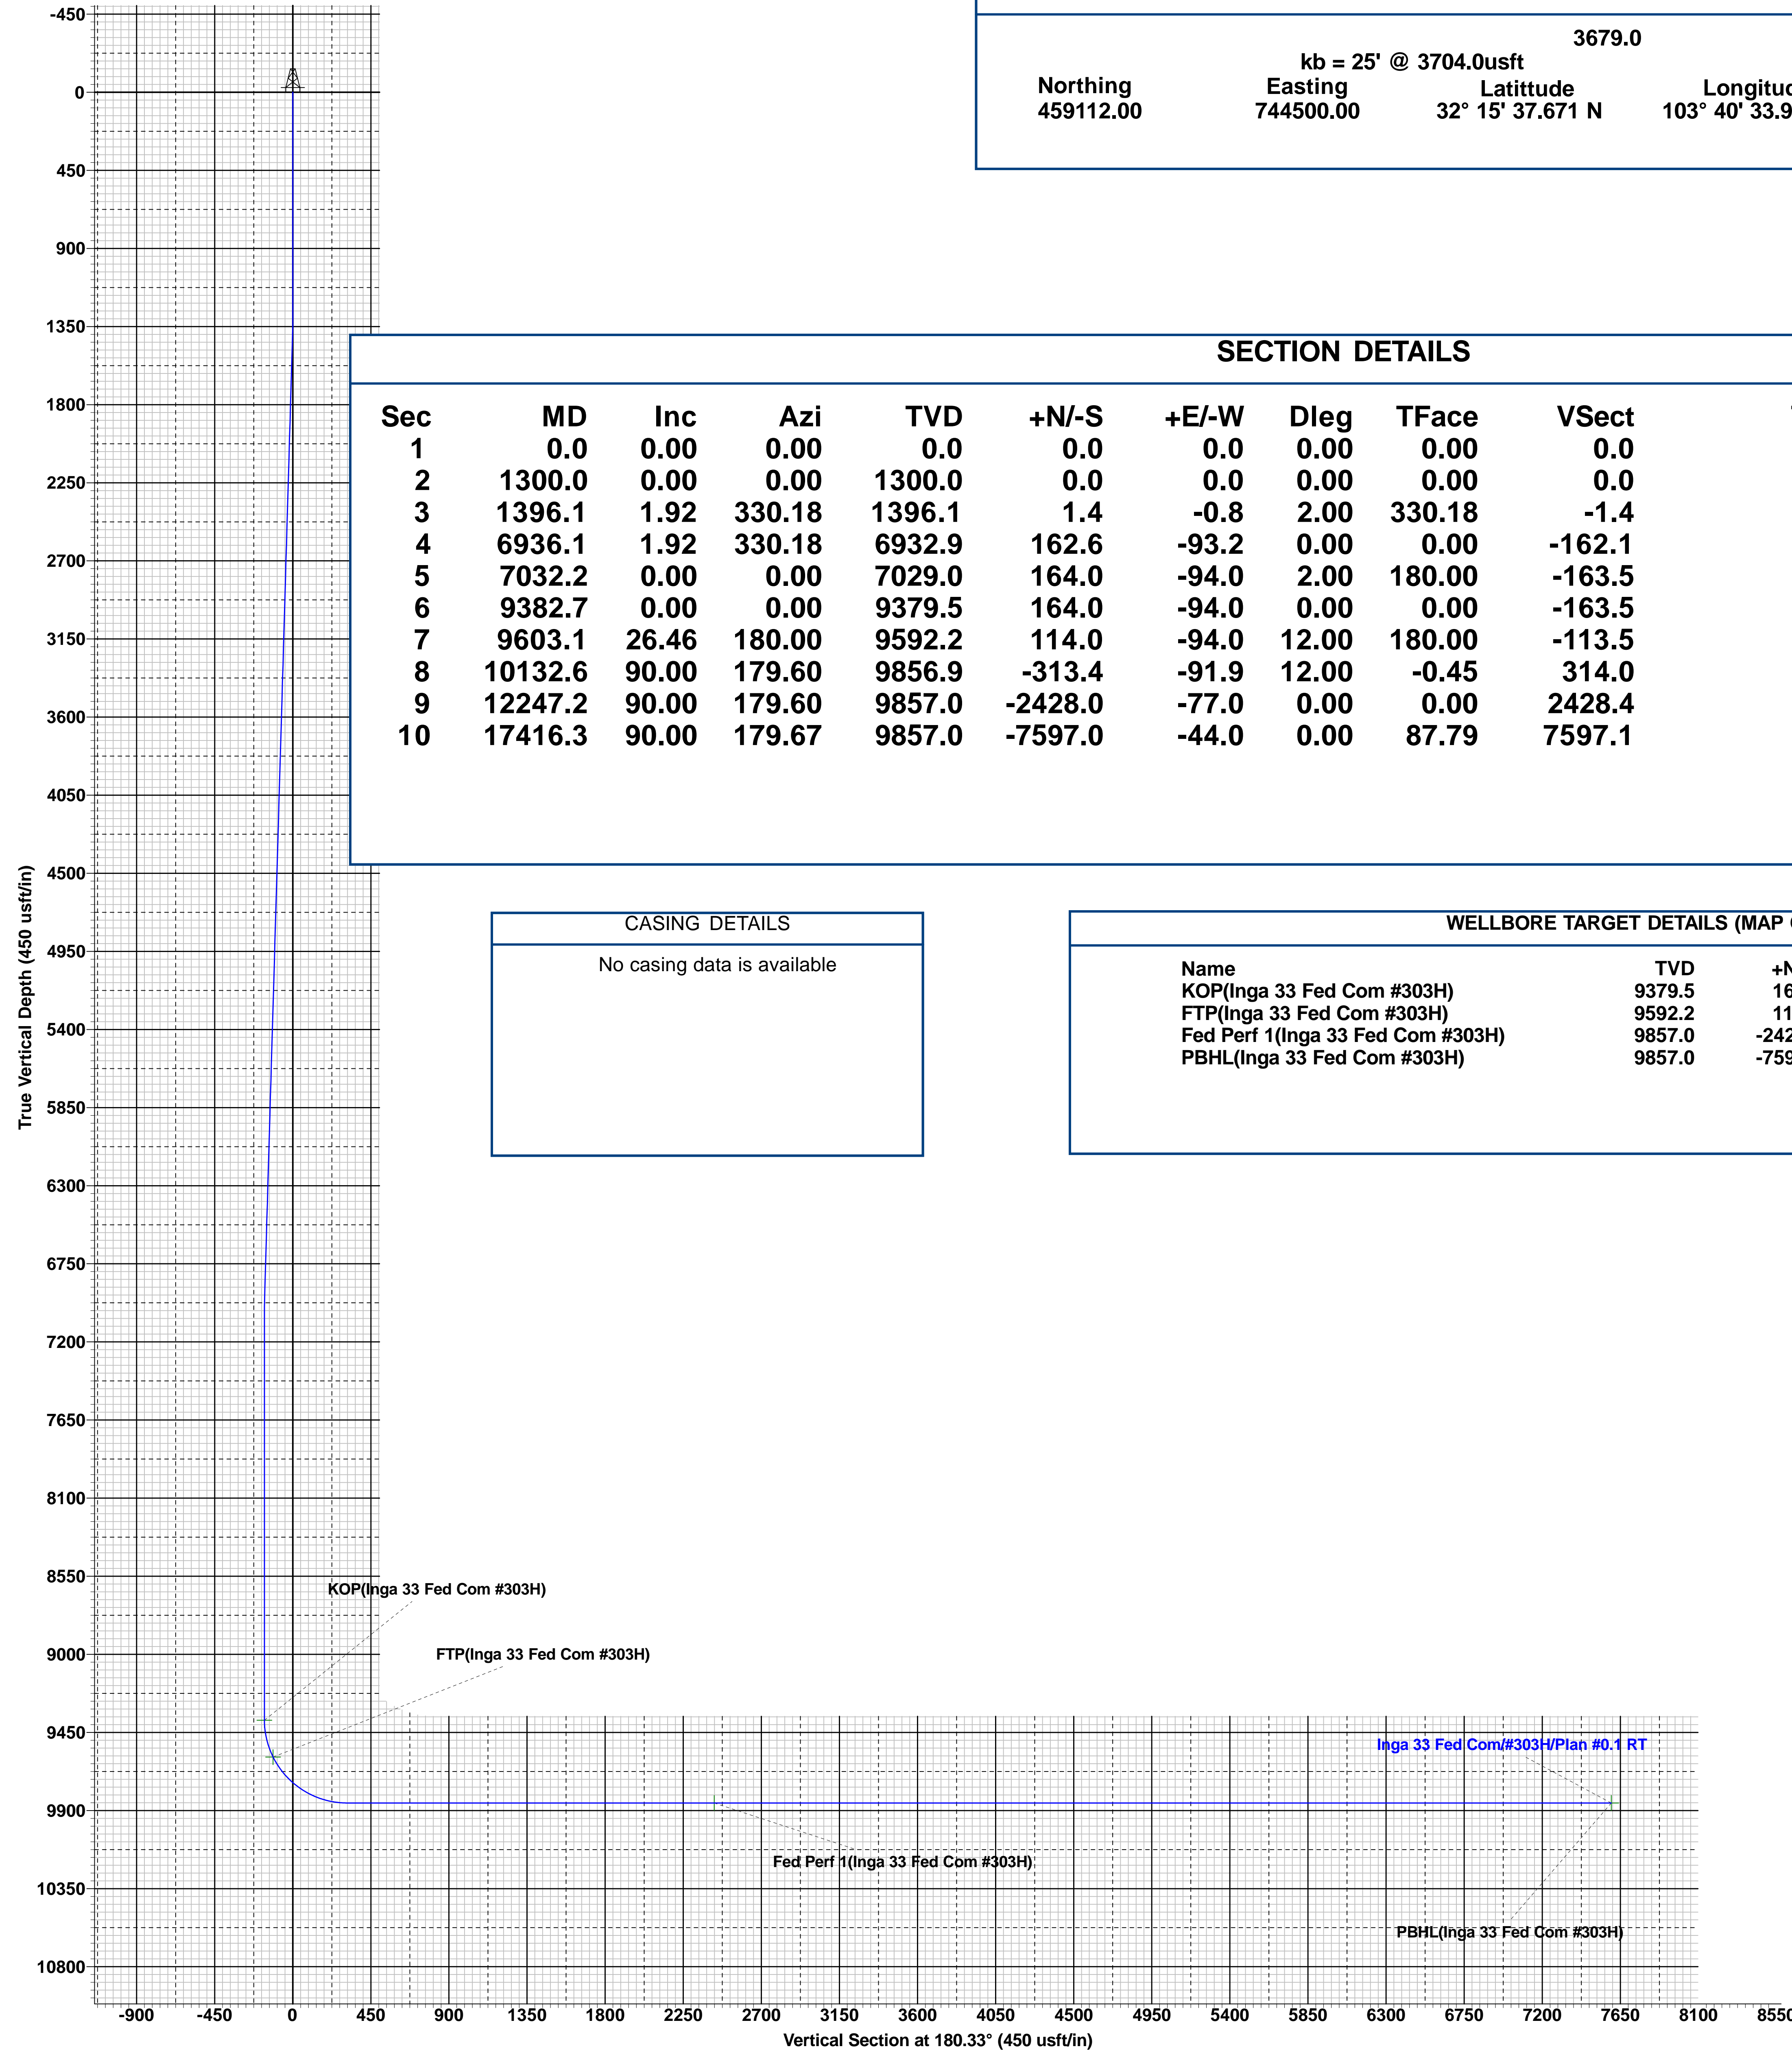 3679.0
kb = 25' @ 3704.0usft
Northing Easting Latittude Longitud
459112.00 744500.00 32° 15' 37.671 N 103° 40' 33.9
SECTION DETAILS
Sec MD Inc Azi TVD +N/-S +E/-W Dleg TFace VSect
1 0.0 0.00 0.00 0.0 0.0 0.0 0.00 0.00 0.0
2 1300.0 0.00 0.00 1300.0 0.0 0.0 0.00 0.00 0.0
3 1396.1 1.92 330.18 1396.1 1.4 -0.8 2.00 330.18 -1.4
4 6936.1 1.92 330.18 6932.9 162.6 -93.2 0.00 0.00 -162.1
5 7032.2 0.00 0.00 7029.0 164.0 -94.0 2.00 180.00 -163.5
6 9382.7 0.00 0.00 9379.5 164.0 -94.0 0.00 0.00 -163.5
7 9603.1 26.46 180.00 9592.2 114.0 -94.0 12.00 180.00 -113.5
8 10132.6 90.00 179.60 9856.9 -313.4 -91.9 12.00 -0.45 314.0
9 12247.2 90.00 179.60 9857.0 -2428.0 -77.0 0.00 0.00 2428.4
10 17416.3 90.00 179.67 9857.0 -7597.0 -44.0 0.00 87.79 7597.1
CASING DETAILS
No casing data is available
WELLBORE TARGET DETAILS (MAP
Name TVD +N
KOP(Inga 33 Fed Com #303H) 9379.5 16
FTP(Inga 33 Fed Com #303H) 9592.2 11
Fed Perf 1(Inga 33 Fed Com #303H) 9857.0 -242
PBHL(Inga 33 Fed Com #303H) 9857.0 -759
True Vertical Depth (450 usft/in)
-450
0
450
900
1350
1800
2250
2700
3150
3600
4050
4500
4950
5400
5850
6300
6750
7200
7650
8100
8550
9000
9450
9900
10350
10800
KOP(Inga 33 Fed Com #303H)
FTP(Inga 33 Fed Com #303H)
Inga 33 Fed Com/#303H/Plan #0.1 RT
Fed Perf 1(Inga 33 Fed Com #303H)
PBHL(Inga 33 Fed Com #303H)
-900 -450 0 450 900 1350 1800 2250 2700 3150 3600 4050 4500 4950 5400 5850 6300 6750 7200 7650 8100 8550
Vertical Section at 180.33° (450 usft/in)